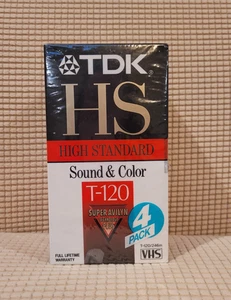 TDK
HS
HIGH STANDARD
Sound & Color
T-120
SUPER AVILYN
4
PACK
FULL LIFETIME
WARRANTY
VHS